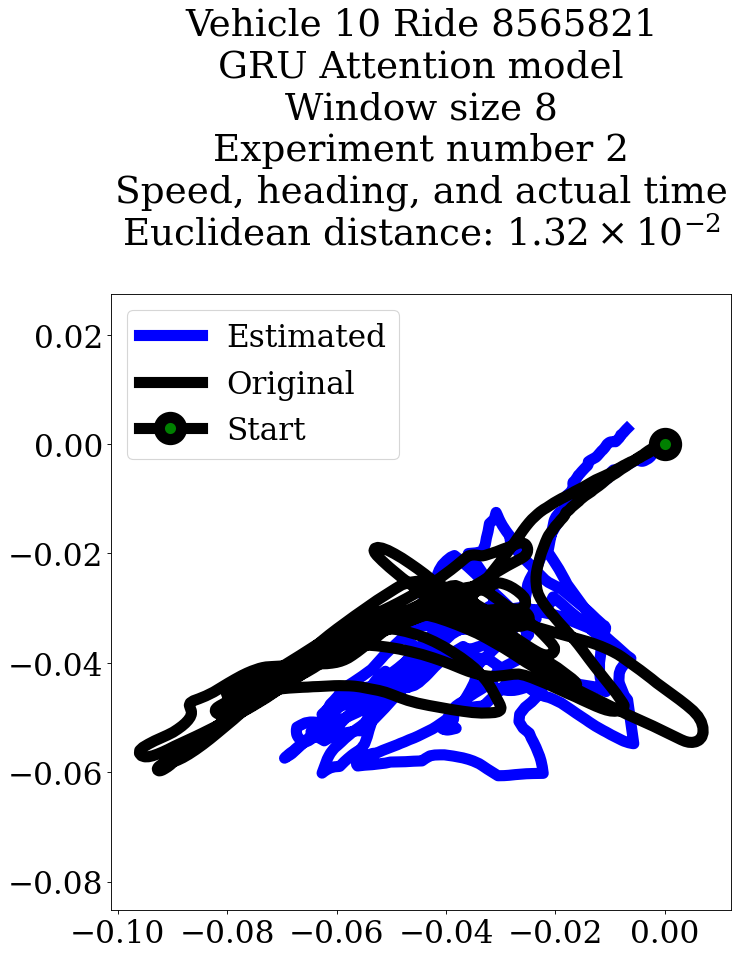 Vehicle 10 Ride 8565821
GRU Attention model
Window size 8
Experiment number 2
Speed, heading, and actual time
Euclidean distance: 1.32 × 10⁻²
Estimated
Original
Start
0.02
0.00
−0.02
−0.04
−0.06
−0.08
−0.10 −0.08 −0.06 −0.04 −0.02 0.00